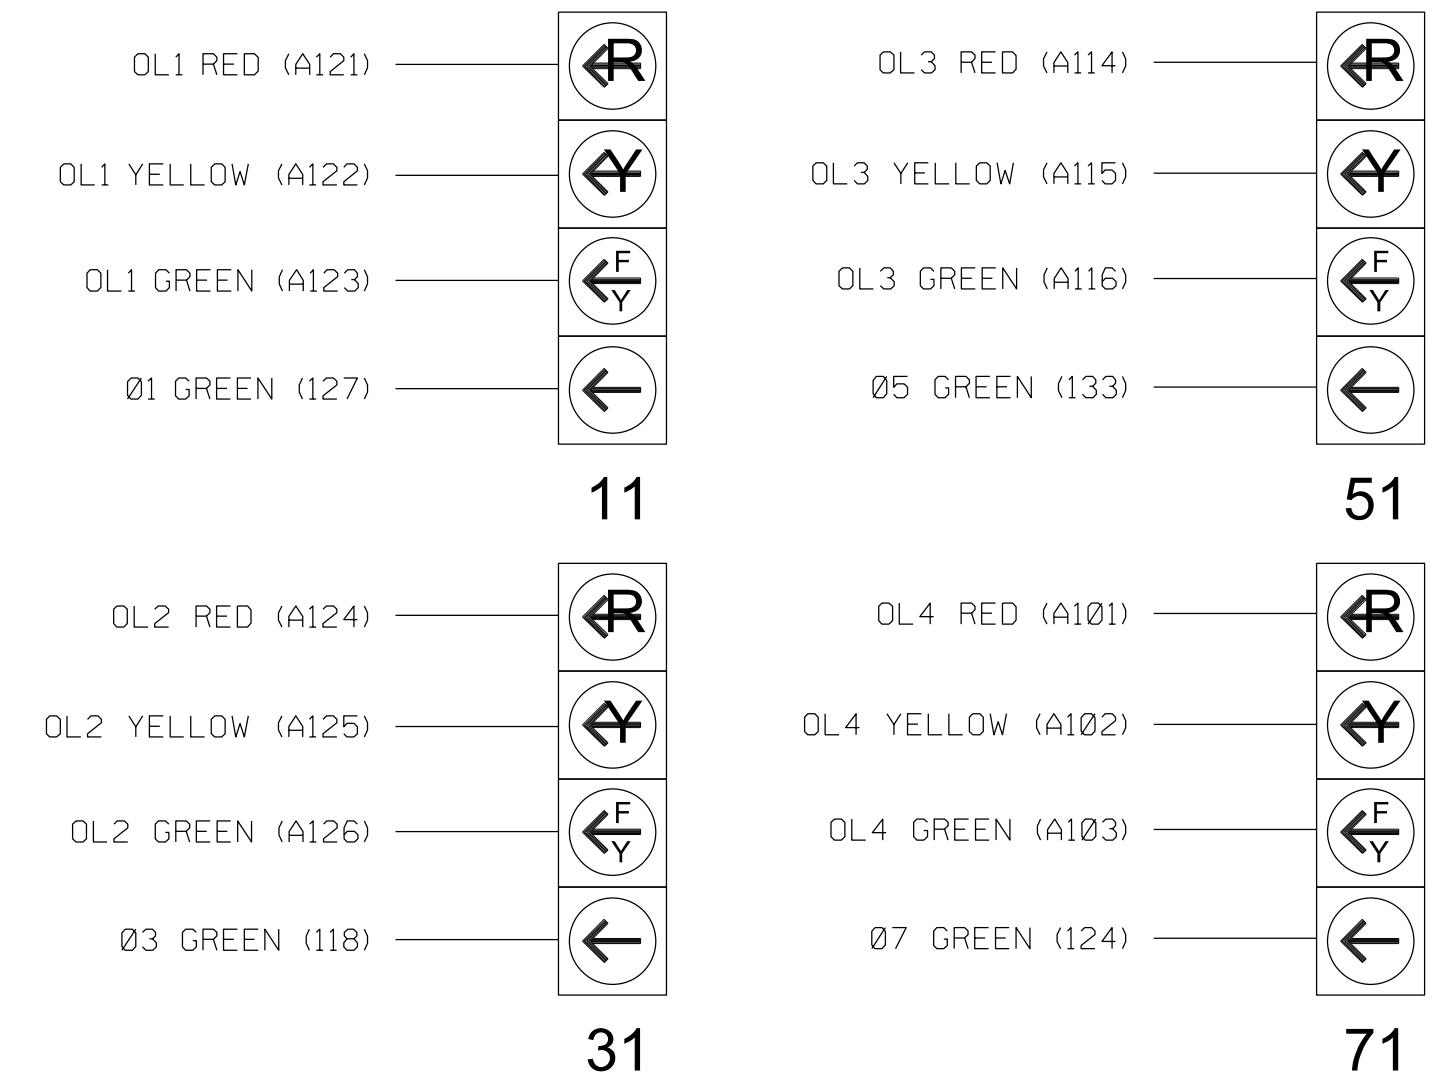 OL1 RED (A121)
R
OL1 YELLOW (A122)
Y
OL1 GREEN (A123)
F
Y
Ø1 GREEN (127)
11
OL3 RED (A114)
R
OL3 YELLOW (A115)
Y
OL3 GREEN (A116)
F
Y
Ø5 GREEN (133)
51
OL2 RED (A124)
R
OL2 YELLOW (A125)
Y
OL2 GREEN (A126)
F
Y
Ø3 GREEN (118)
31
OL4 RED (A1Ø1)
R
OL4 YELLOW (A1Ø2)
Y
OL4 GREEN (A1Ø3)
F
Y
Ø7 GREEN (124)
71